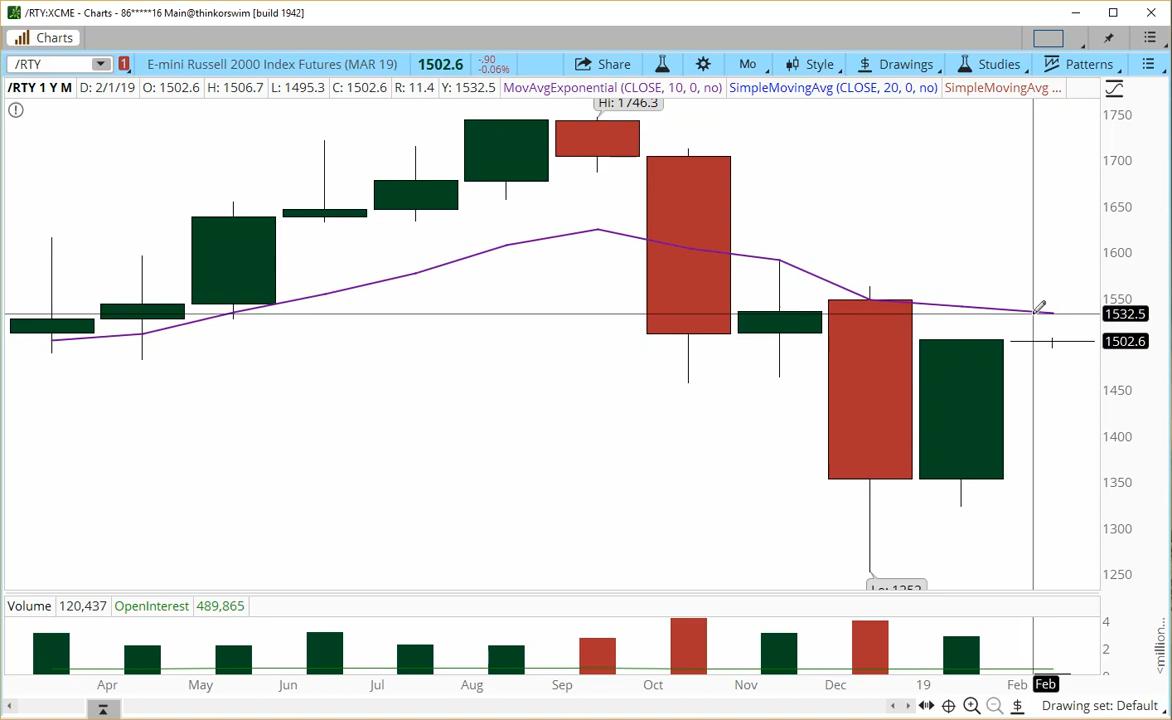 /RTY:XCME - Charts - 86*****16 Main@thinkorswim [build 1942]
Charts
/RTY 1 E-mini Russell 2000 Index Futures (MAR 19) 1502.6 -.90 -0.06% Share Mo Style Drawings Studies Patterns
/RTY 1 Y M D: 2/1/19 O: 1502.6 H: 1506.7 L: 1495.3 C: 1502.6 R: 11.4 Y: 1532.5 MovAvgExponential (CLOSE, 10, 0, no) SimpleMovingAvg (CLOSE, 20, 0, no) SimpleMovingAvg ...
Hi: 1746.3
1750
1700
1650
1600
1550
1532.5
1502.6
1450
1400
1350
1300
1250
Lo: 1252
Volume 120,437 OpenInterest 489,865
4
2
0
<million...
Apr May Jun Jul Aug Sep Oct Nov Dec 19 Feb Feb
Drawing set: Default